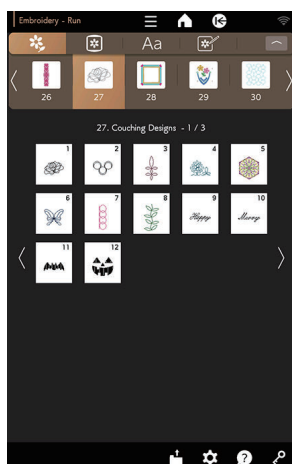 Embroidery - Run
Aa
26 27 28 29 30
27. Couching Designs - 1 / 3
1 2 3 4 5
6 7 8 9 10
Happy Merry
11 12
?